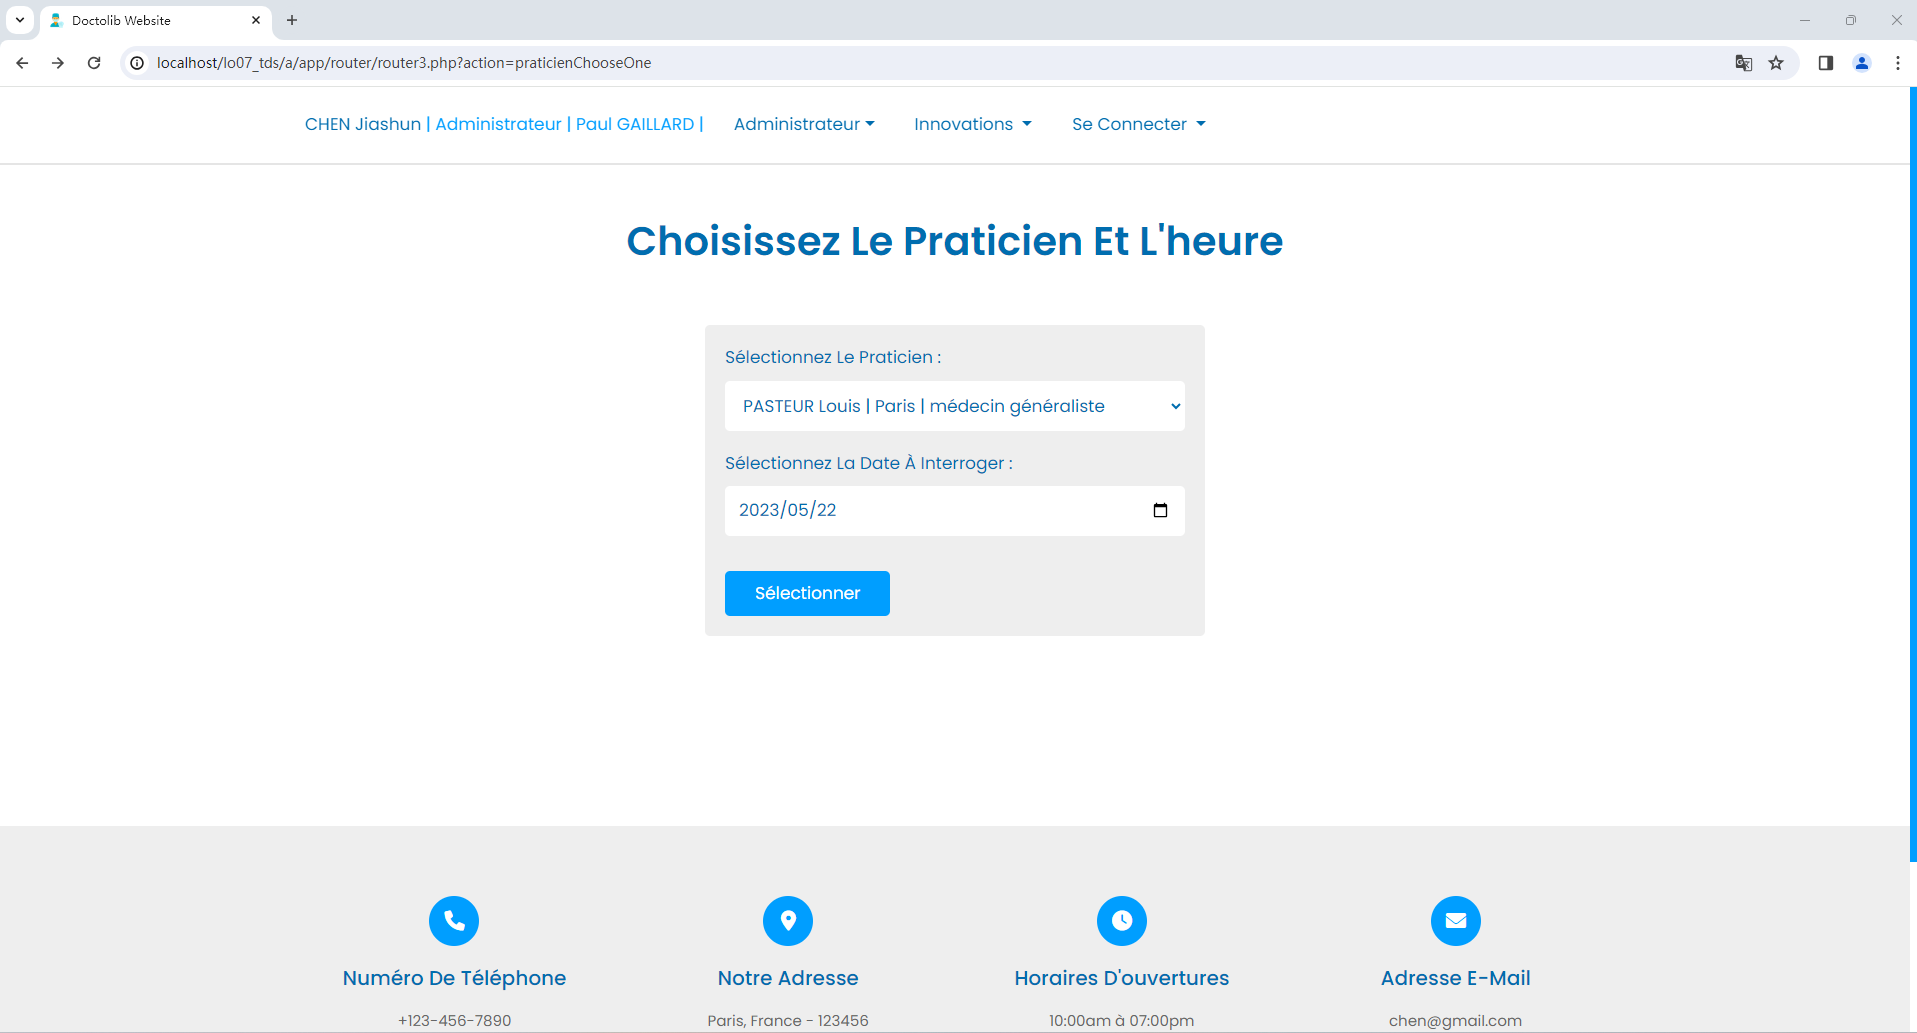 Doctolib Website
localhost/lo07_tds/a/app/router/router3.php?action=praticienChooseOne
CHEN Jiashun | Administrateur | Paul GAILLARD | Administrateur Innovations Se Connecter
Choisissez Le Praticien Et L'heure
Sélectionnez Le Praticien :
PASTEUR Louis | Paris | médecin généraliste
Sélectionnez La Date À Interroger :
2023/05/22
Sélectionner
Numéro De Téléphone
+123-456-7890
Notre Adresse
Paris, France - 123456
Horaires D'ouvertures
10:00am à 07:00pm
Adresse E-Mail
chen@gmail.com